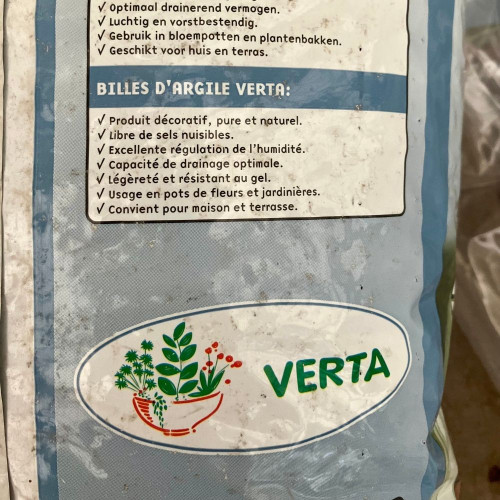 ✓ Optimaal drainerend vermogen.
✓ Luchtig en vorstbestendig.
✓ Gebruik in bloempotten en plantenbakken.
✓ Geschikt voor huis en terras.
BILLES D'ARGILE VERTA:
✓ Produit décoratif, pure et naturel.
✓ Libre de sels nuisibles.
✓ Excellente régulation de l'humidité.
✓ Capacité de drainage optimale.
✓ Légèreté et résistant au gel.
✓ Usage en pots de fleurs et jardinières.
✓ Convient pour maison et terrasse.
VERTA